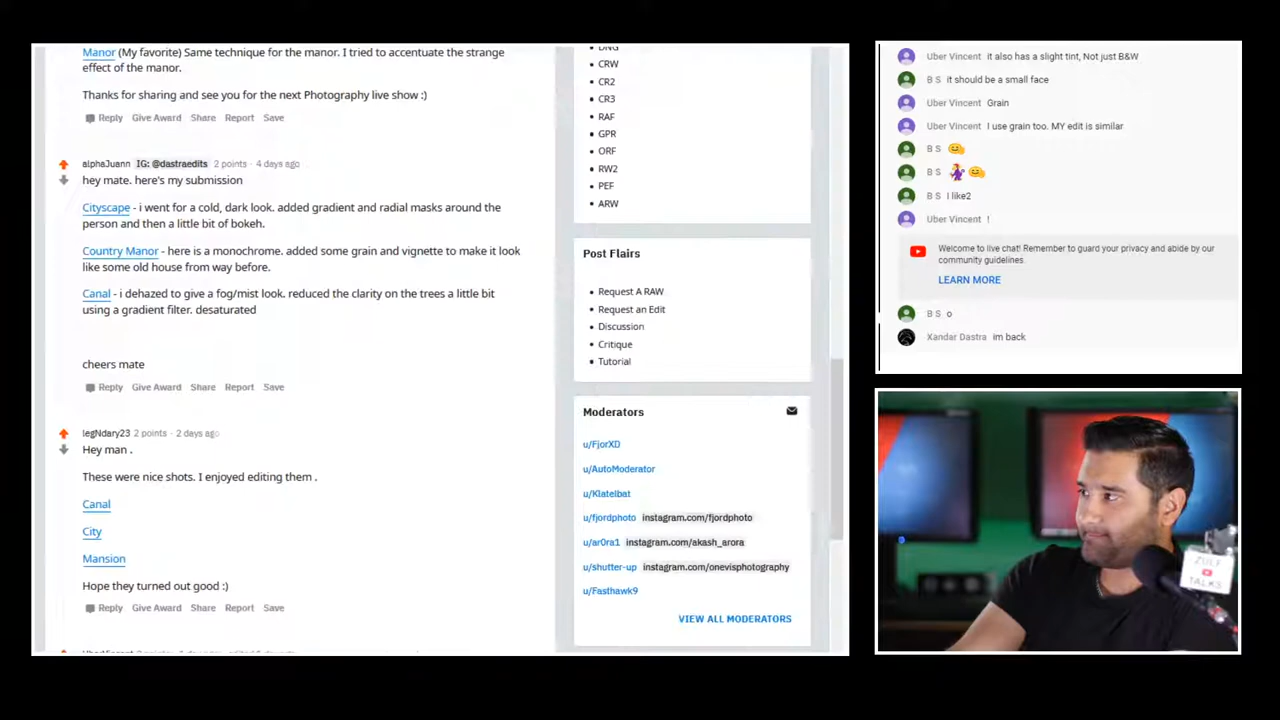 Manor (My favorite) Same technique for the manor. I tried to accentuate the strange
effect of the manor.
Thanks for sharing and see you for the next Photography live show :)
Reply Give Award Share Report Save
alphaJuann IG: @dastraedits 2 points · 4 days ago
hey mate. here's my submission
Cityscape - i went for a cold, dark look. added gradient and radial masks around the
person and then a little bit of bokeh.
Country Manor - here is a monochrome. added some grain and vignette to make it look
like some old house from way before.
Canal - i dehazed to give a fog/mist look. reduced the clarity on the trees a little bit
using a gradient filter. desaturated
cheers mate
Reply Give Award Share Report Save
legNdary23 2 points · 2 days ago
Hey man .
These were nice shots. I enjoyed editing them .
Canal
City
Mansion
Hope they turned out good :)
Reply Give Award Share Report Save
DNG
CRW
CR2
CR3
RAF
GPR
ORF
RW2
PEF
ARW
Post Flairs
Request A RAW
Request an Edit
Discussion
Critique
Tutorial
Moderators
u/FjorXD
u/AutoModerator
u/Klatelbat
u/fjordphoto instagram.com/fjordphoto
u/ar0ra1 instagram.com/akash_arora
u/shutter-up instagram.com/onevisphotography
u/Fasthawk9
VIEW ALL MODERATORS
Uber Vincent it also has a slight tint, Not just B&W
B S it should be a small face
Uber Vincent Grain
Uber Vincent I use grain too. MY edit is similar
B S
B S
B S I like2
Uber Vincent !
Welcome to live chat! Remember to guard your privacy and abide by our
community guidelines.
LEARN MORE
B S o
Xandar Dastra im back
ZULF
TALKS